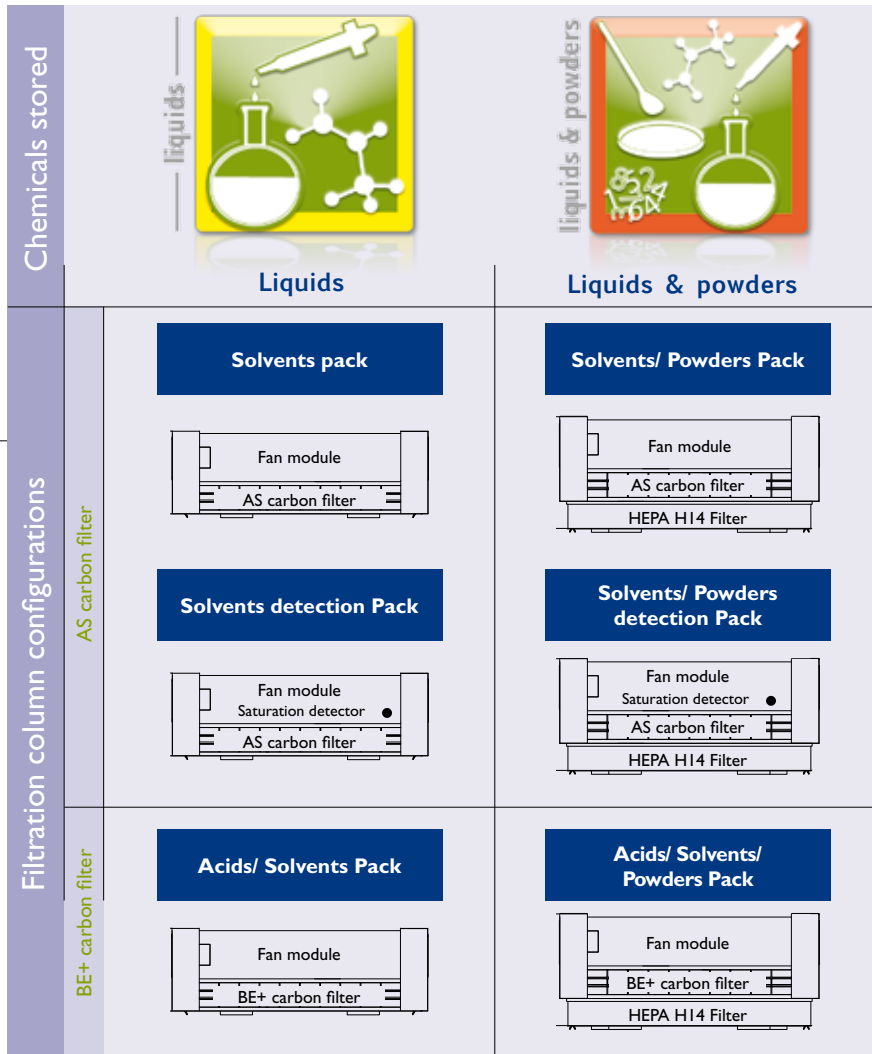 Chemicals stored
liquids
liquids & powders
Liquids
Liquids & powders
Filtration column configurations
AS carbon filter
Solvents pack
Fan module
AS carbon filter
Solvents/ Powders Pack
Fan module
AS carbon filter
HEPA H14 Filter
Solvents detection Pack
Fan module
Saturation detector
AS carbon filter
Solvents/ Powders
detection Pack
Fan module
Saturation detector
AS carbon filter
HEPA H14 Filter
BE+ carbon filter
Acids/ Solvents Pack
Fan module
BE+ carbon filter
Acids/ Solvents/
Powders Pack
Fan module
BE+ carbon filter
HEPA H14 Filter